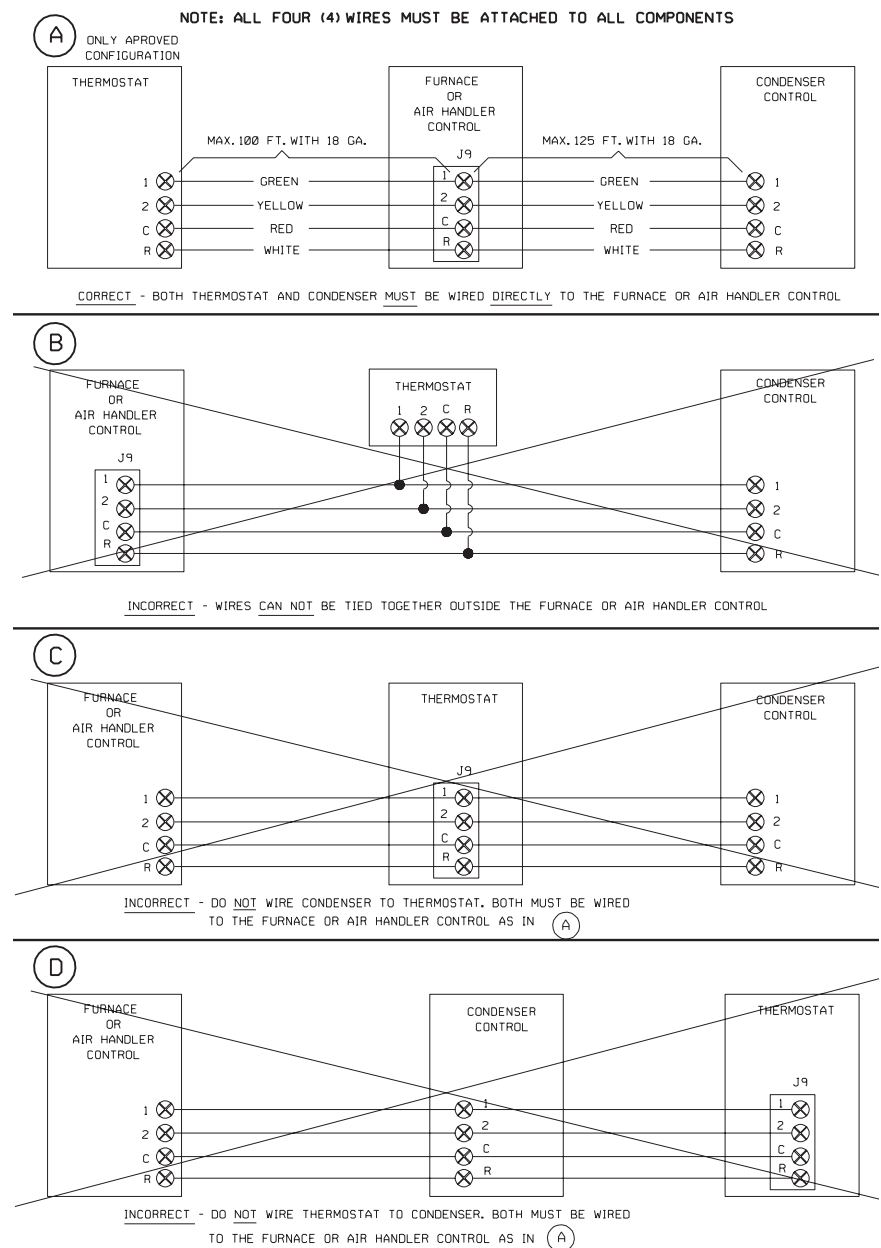 NOTE: ALL FOUR (4) WIRES MUST BE ATTACHED TO ALL COMPONENTS
A
ONLY APROVED
CONFIGURATION
THERMOSTAT
FURNACE
OR
AIR HANDLER
CONTROL
CONDENSER
CONTROL
MAX. 100 FT. WITH 18 GA.
J9
MAX. 125 FT. WITH 18 GA.
1 GREEN 1 GREEN 1
2 YELLOW 2 YELLOW 2
C RED C RED C
R WHITE R WHITE R
CORRECT - BOTH THERMOSTAT AND CONDENSER MUST BE WIRED DIRECTLY TO THE FURNACE OR AIR HANDLER CONTROL
B
FURNACE
OR
AIR HANDLER
CONTROL
THERMOSTAT
1 2 C R
CONDENSER
CONTROL
J9
1 1
2 2
C C
R R
INCORRECT - WIRES CAN NOT BE TIED TOGETHER OUTSIDE THE FURNACE OR AIR HANDLER CONTROL
C
FURNACE
OR
AIR HANDLER
CONTROL
THERMOSTAT
CONDENSER
CONTROL
J9
1 1 1
2 2 2
C C C
R R R
INCORRECT - DO NOT WIRE CONDENSER TO THERMOSTAT. BOTH MUST BE WIRED
TO THE FURNACE OR AIR HANDLER CONTROL AS IN A
D
FURNACE
OR
AIR HANDLER
CONTROL
CONDENSER
CONTROL
THERMOSTAT
J9
1 1 1
2 2 2
C C C
R R R
INCORRECT - DO NOT WIRE THERMOSTAT TO CONDENSER. BOTH MUST BE WIRED
TO THE FURNACE OR AIR HANDLER CONTROL AS IN A